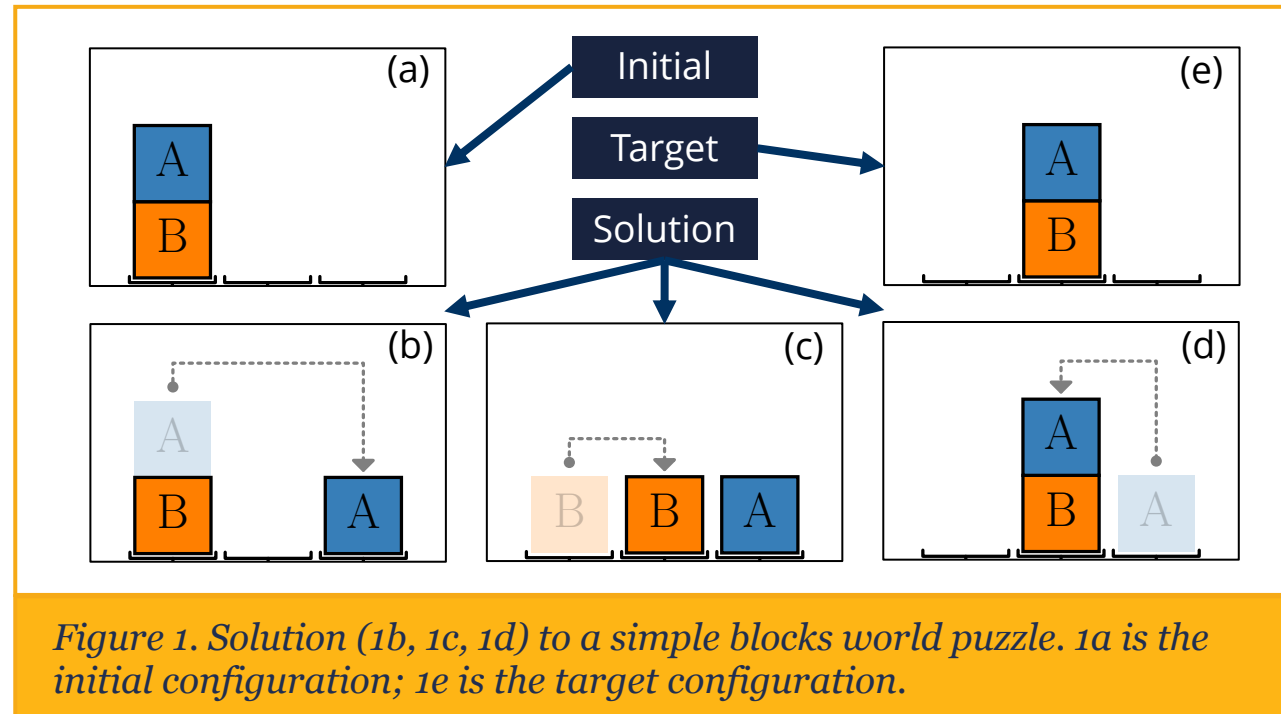 (a)
A
B
Initial
Target
Solution
(e)
A
B
(b)
A
B
A
(c)
B
B
A
(d)
A
B
A
Figure 1. Solution (1b, 1c, 1d) to a simple blocks world puzzle. 1a is the
initial configuration; 1e is the target configuration.